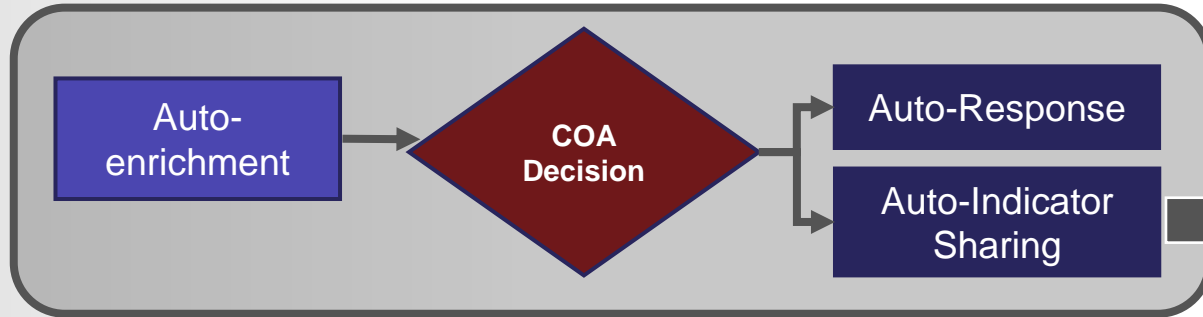 Auto-
enrichment
COA
Decision
Auto-Response
Auto-Indicator
Sharing